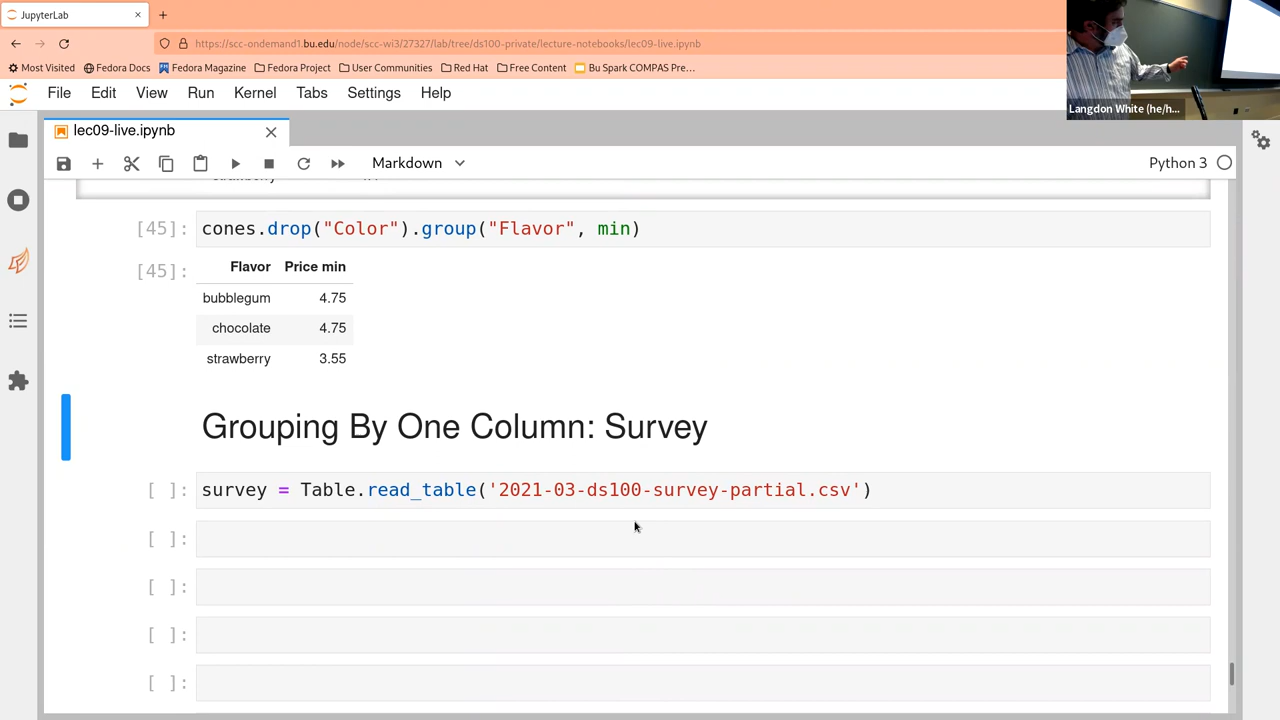 JupyterLab
https://scc-ondemand1.bu.edu/node/scc-wi3/27327/lab/tree/ds100-private/lecture-notebooks/lec09-live.ipynb
Most Visited Fedora Docs Fedora Magazine Fedora Project User Communities Red Hat Free Content Bu Spark COMPAS Pre…
Langdon White (he/h...
File Edit View Run Kernel Tabs Settings Help
lec09-live.ipynb
Markdown Python 3
[45]: cones.drop("Color").group("Flavor", min)
[45]: Flavor Price min
bubblegum 4.75
chocolate 4.75
strawberry 3.55
Grouping By One Column: Survey
[ ]: survey = Table.read_table('2021-03-ds100-survey-partial.csv')
[ ]:
[ ]:
[ ]:
[ ]: